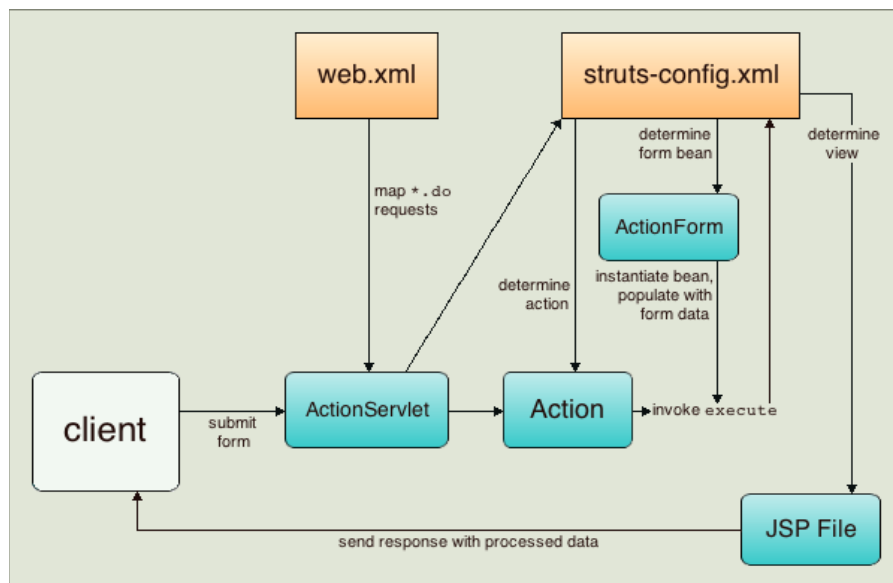 web.xml
struts-config.xml
determine
form bean
determine
view
map *.do
requests
ActionForm
determine
action
instantiate bean,
populate with
form data
client
submit
form
ActionServlet
Action
invoke execute
JSP File
send response with processed data